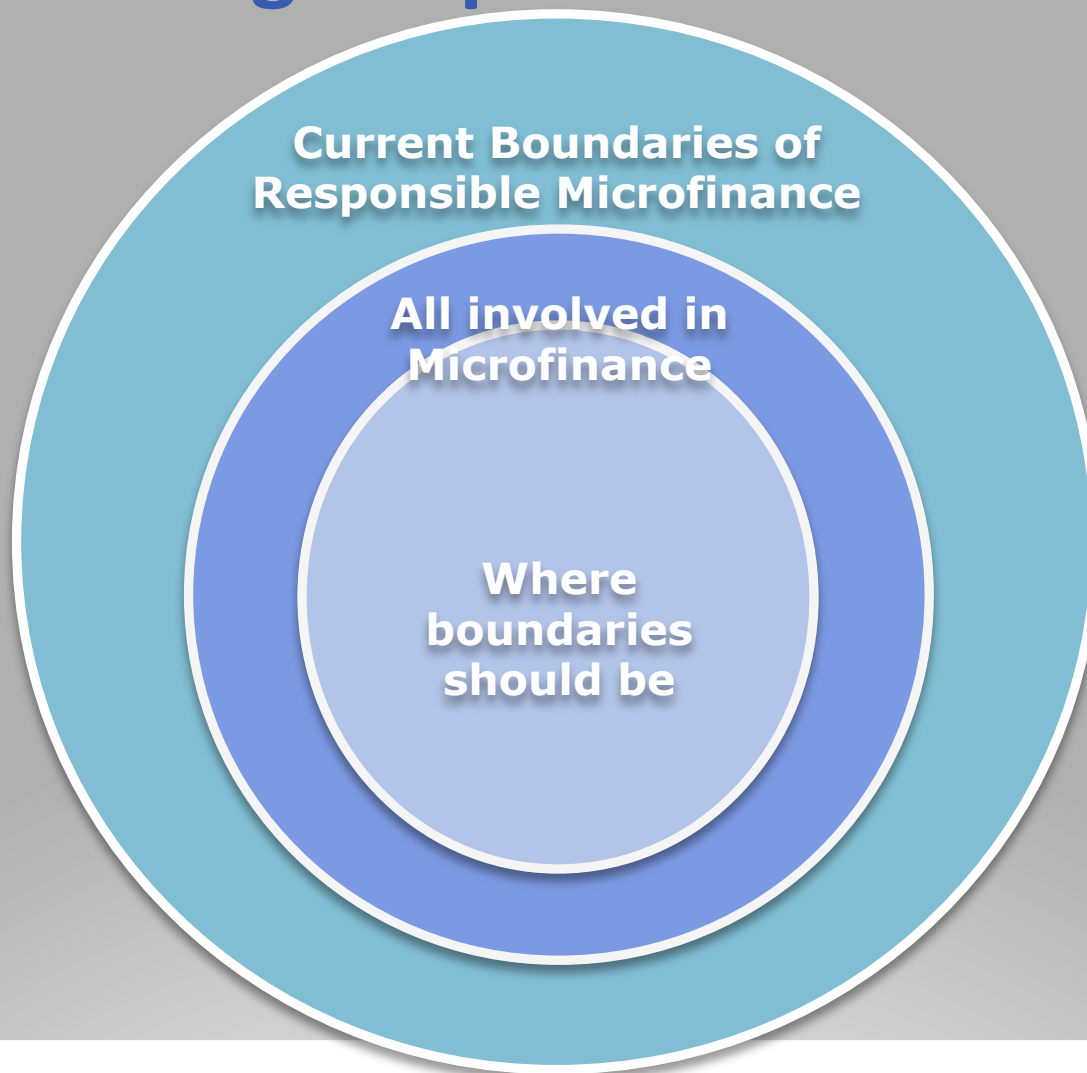 Current Boundaries of
Responsible Microfinance
All involved in
Microfinance
Where
boundaries
should be